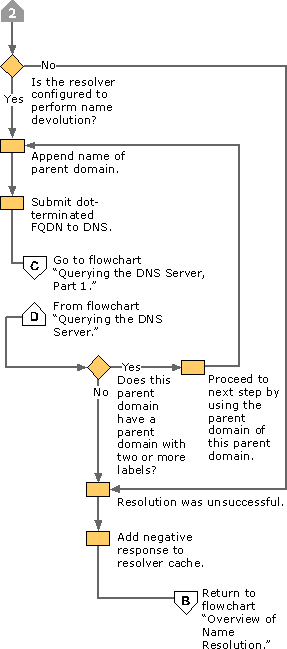 2
No
Is the resolver
configured to
perform name
devolution?
Yes
Append name of
parent domain.
Submit dot-
terminated
FQDN to DNS.
C
Go to flowchart
“Querying the DNS Server,
Part 1.”
D
From flowchart
“Querying the DNS
Server.”
Yes
No
Does this
parent
domain
have a
parent
domain with
two or more
labels?
Proceed to
next step by
using the
parent
domain of
this parent
domain.
Resolution was unsuccessful.
Add negative
response to
resolver cache.
B
Return to
flowchart
“Overview of
Name
Resolution.”